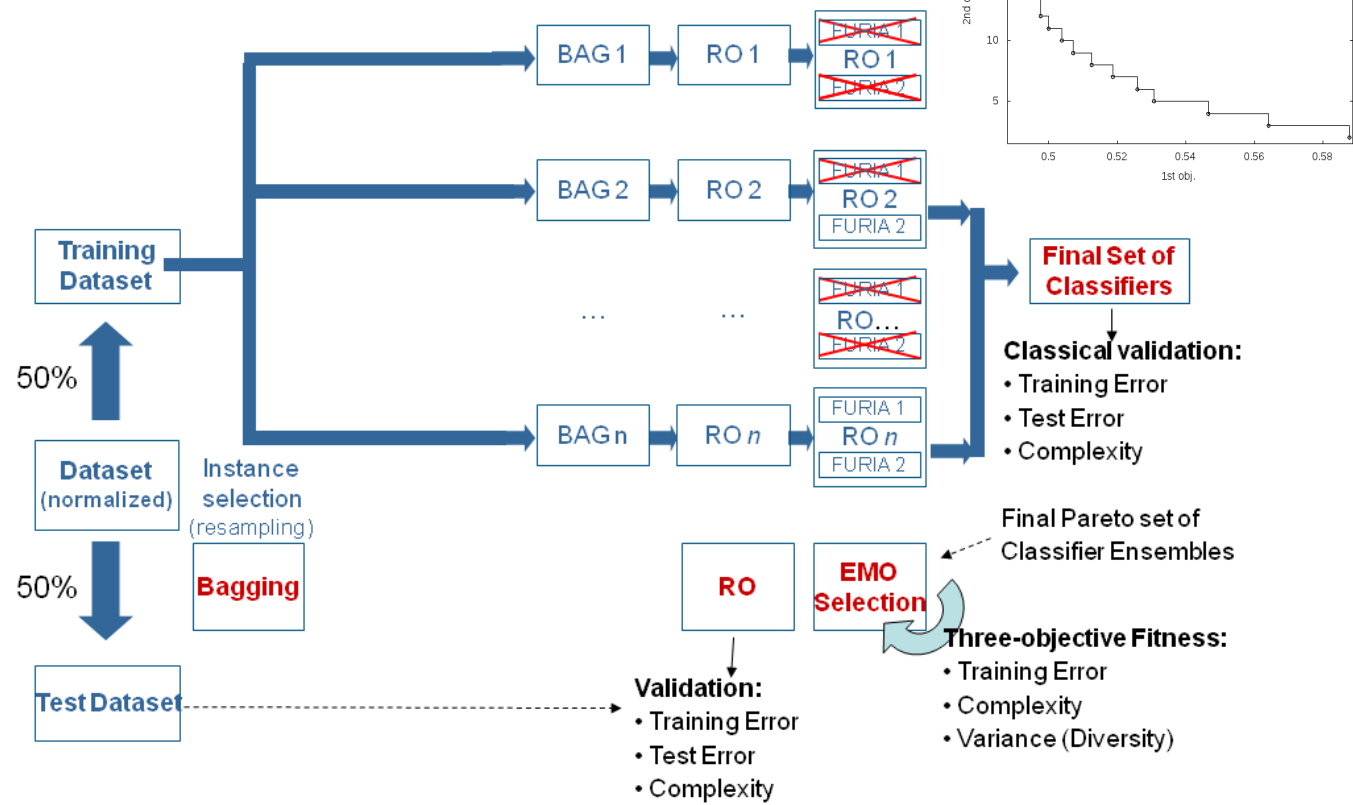 BAG 1
RO 1
FURIA 1
RO 1
FURIA 2
2nd
10
5
0.5
0.52
0.54
0.56
0.58
1st obj.
BAG 2
RO 2
FURIA 1
RO 2
FURIA 2
Training
Dataset
Final Set of
Classifiers
...
...
FURIA 1
RO...
FURIA 2
50%
Classical validation:
• Training Error
• Test Error
• Complexity
BAG n
RO n
FURIA 1
RO n
FURIA 2
Dataset
(normalized)
Instance
selection
(resampling)
Final Pareto set of
Classifier Ensembles
50%
Bagging
RO
EMO
Selection
Three-objective Fitness:
• Training Error
• Complexity
• Variance (Diversity)
Test Dataset
Validation:
• Training Error
• Test Error
• Complexity